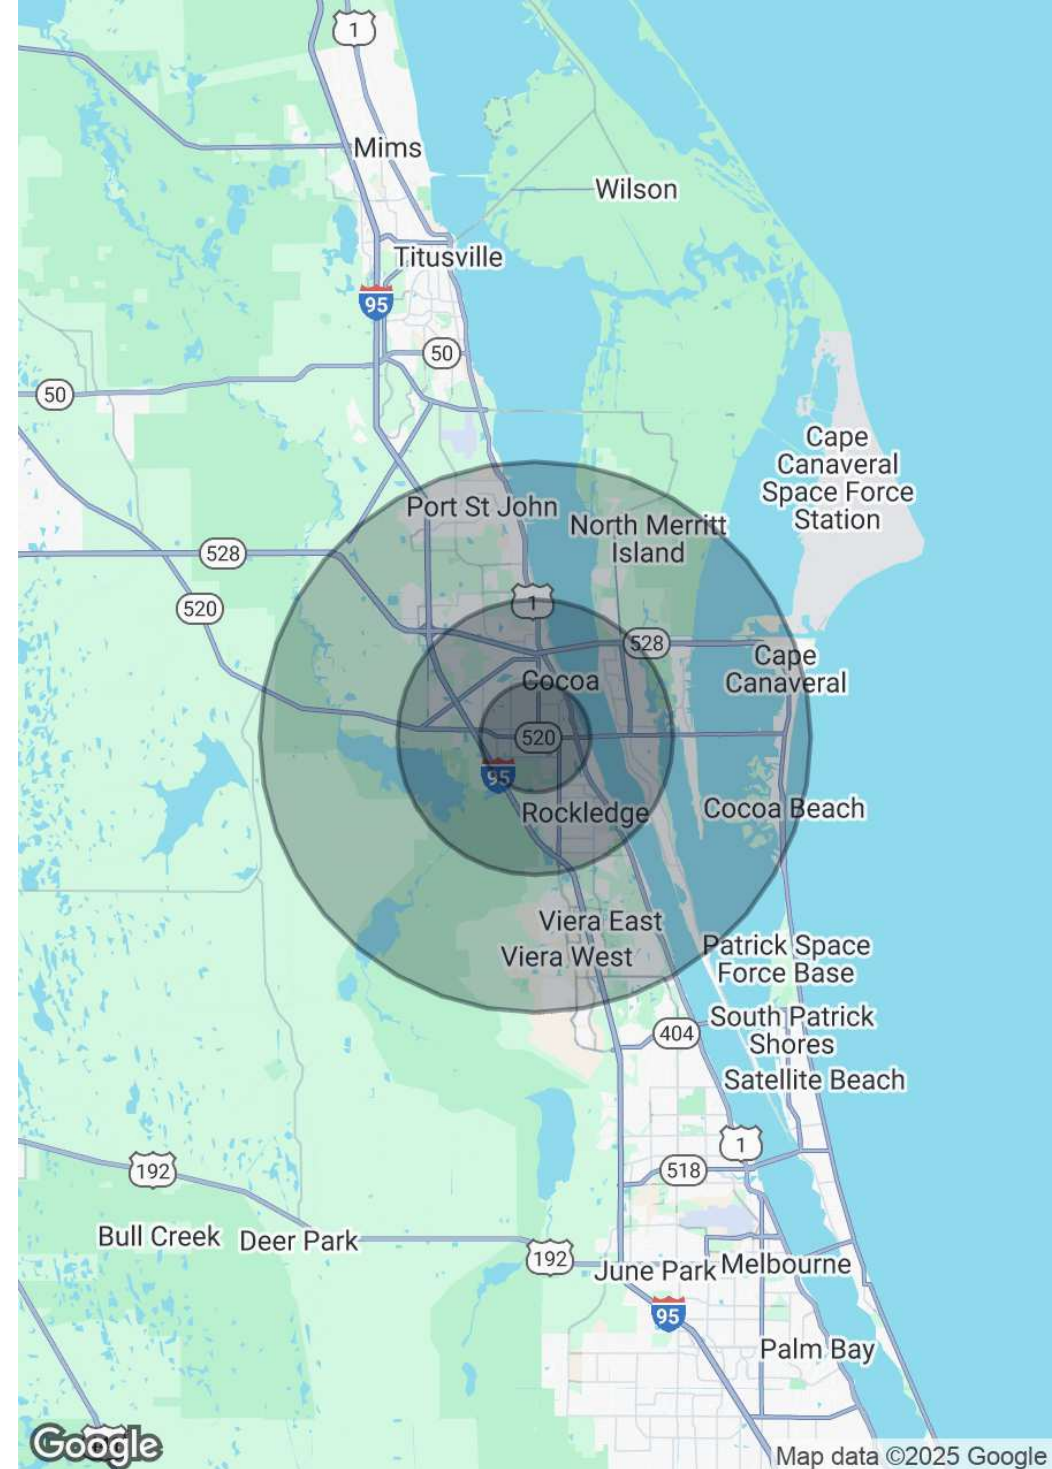 1
Mims
Wilson
Titusville
95
50
50
Cape
Canaveral
Space Force
Station
Port St John
North Merritt
Island
528
520
1
528
Cape
Canaveral
Cocoa
520
95
Rockledge
Cocoa Beach
Viera East
Viera West
Patrick Space
Force Base
South Patrick
Shores
404
Satellite Beach
1
192
518
Bull Creek
Deer Park
192
June Park
Melbourne
95
Palm Bay
Google
Map data ©2025 Google